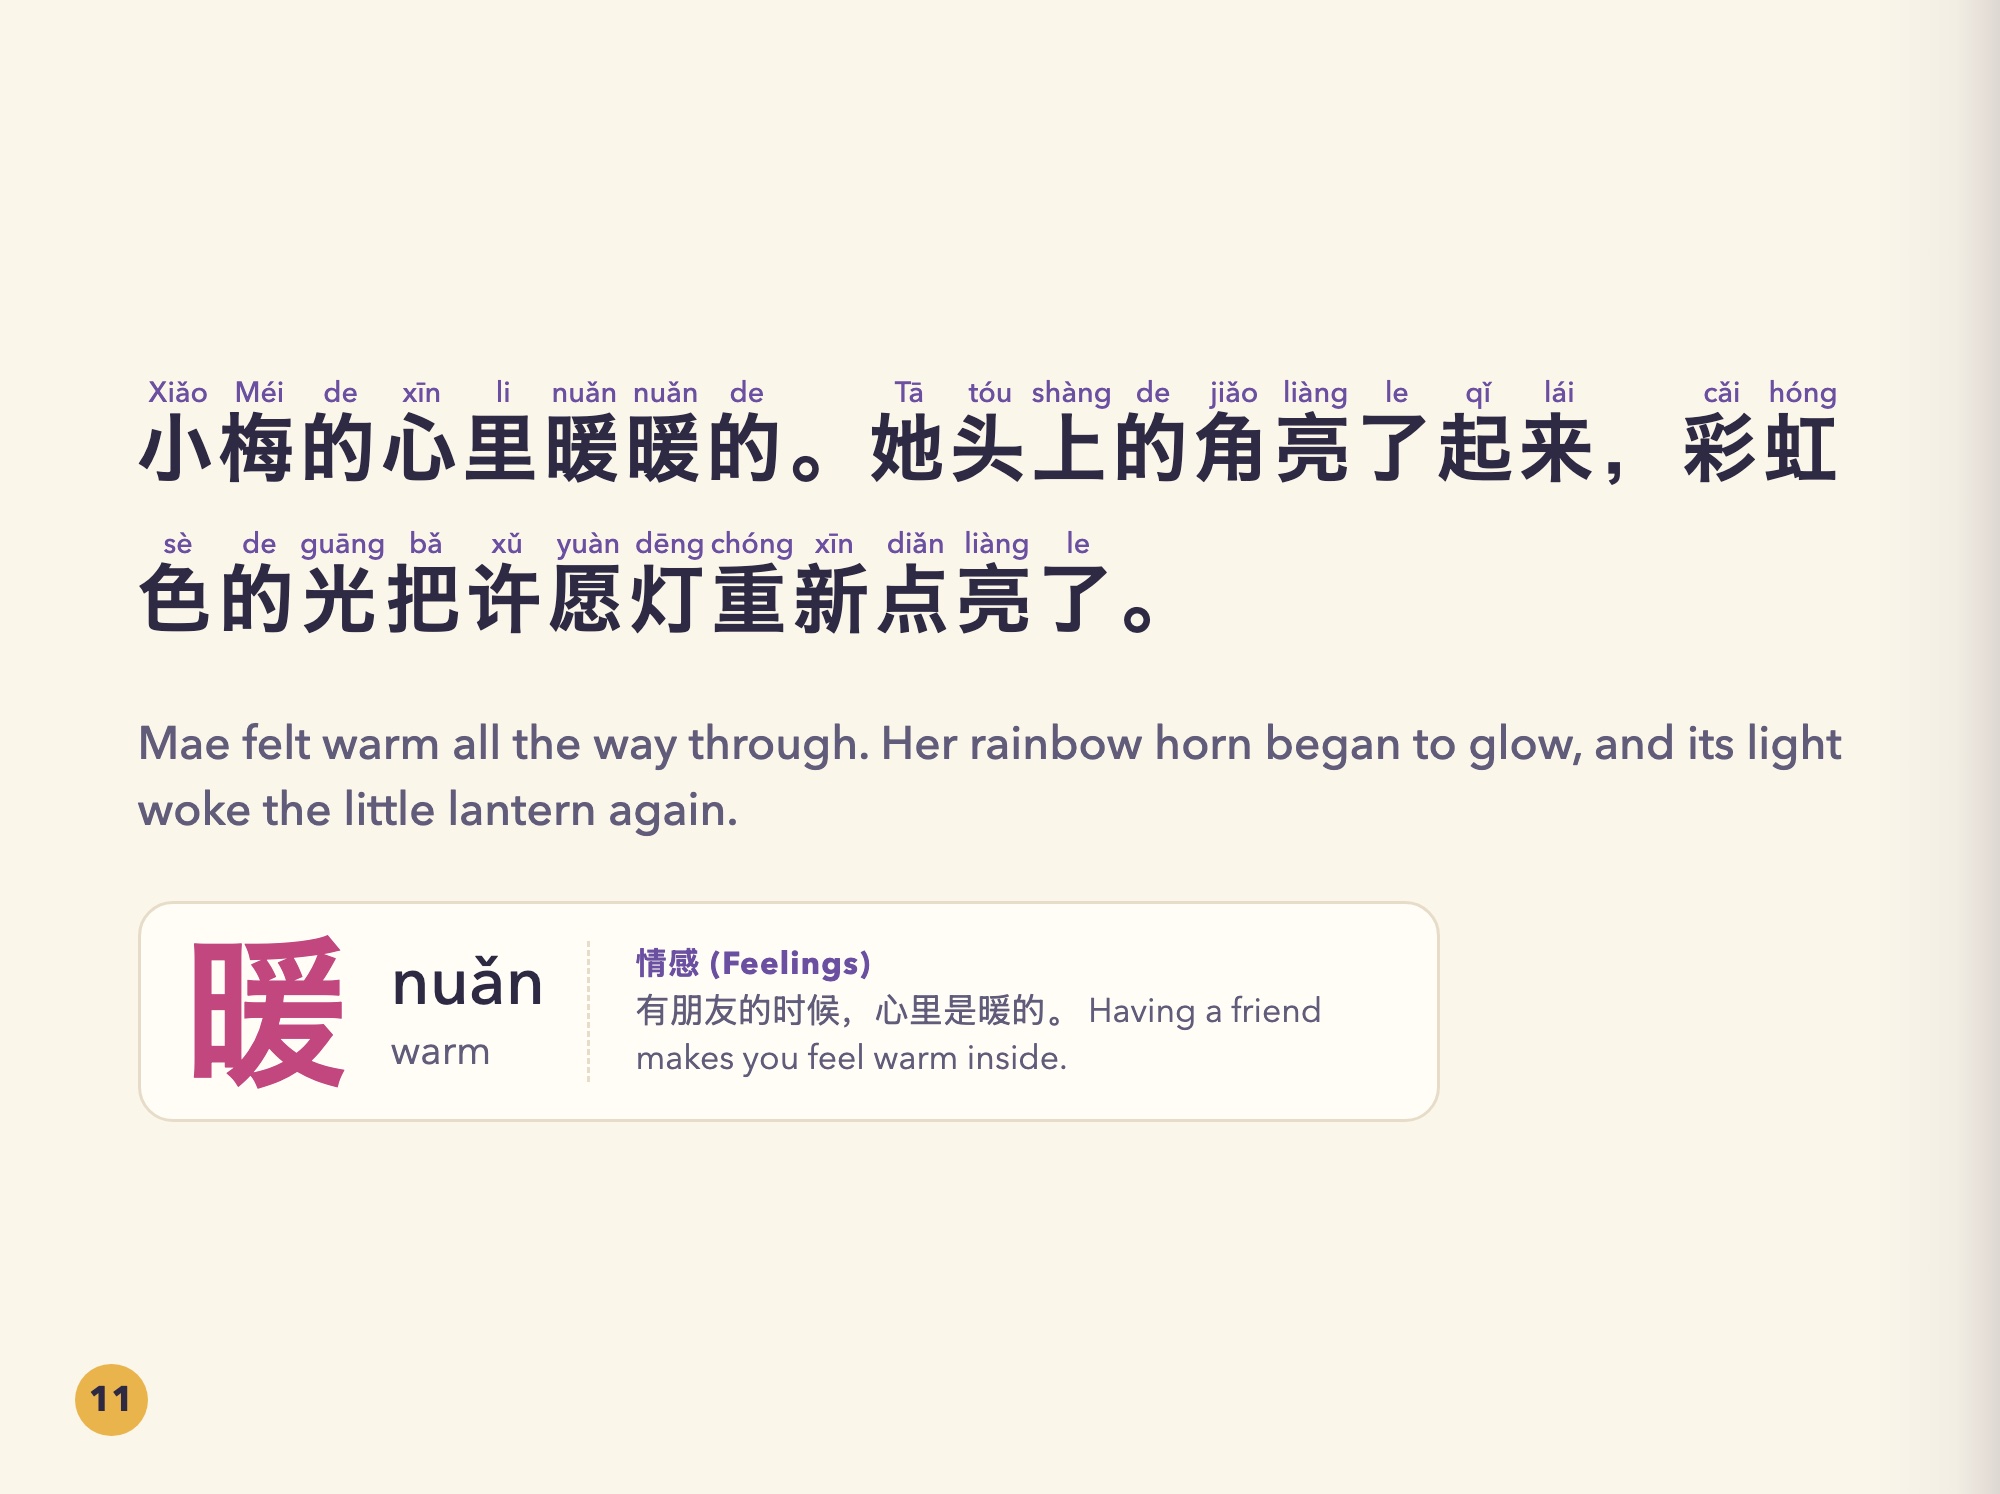 Xiǎo Méi de xīn li nuǎn nuǎn de Tā tóu shàng de jiǎo liàng le qǐ lái cǎi hóng
小梅的心里暖暖的。她头上的角亮了起来，彩虹
sè de guāng bǎ xǔ yuàn dēng chóng xīn diǎn liàng le
色的光把许愿灯重新点亮了。
Mae felt warm all the way through. Her rainbow horn began to glow, and its light
woke the little lantern again.
暖
nuǎn
warm
情感 (Feelings)
有朋友的时候，心里是暖的。 Having a friend
makes you feel warm inside.
11